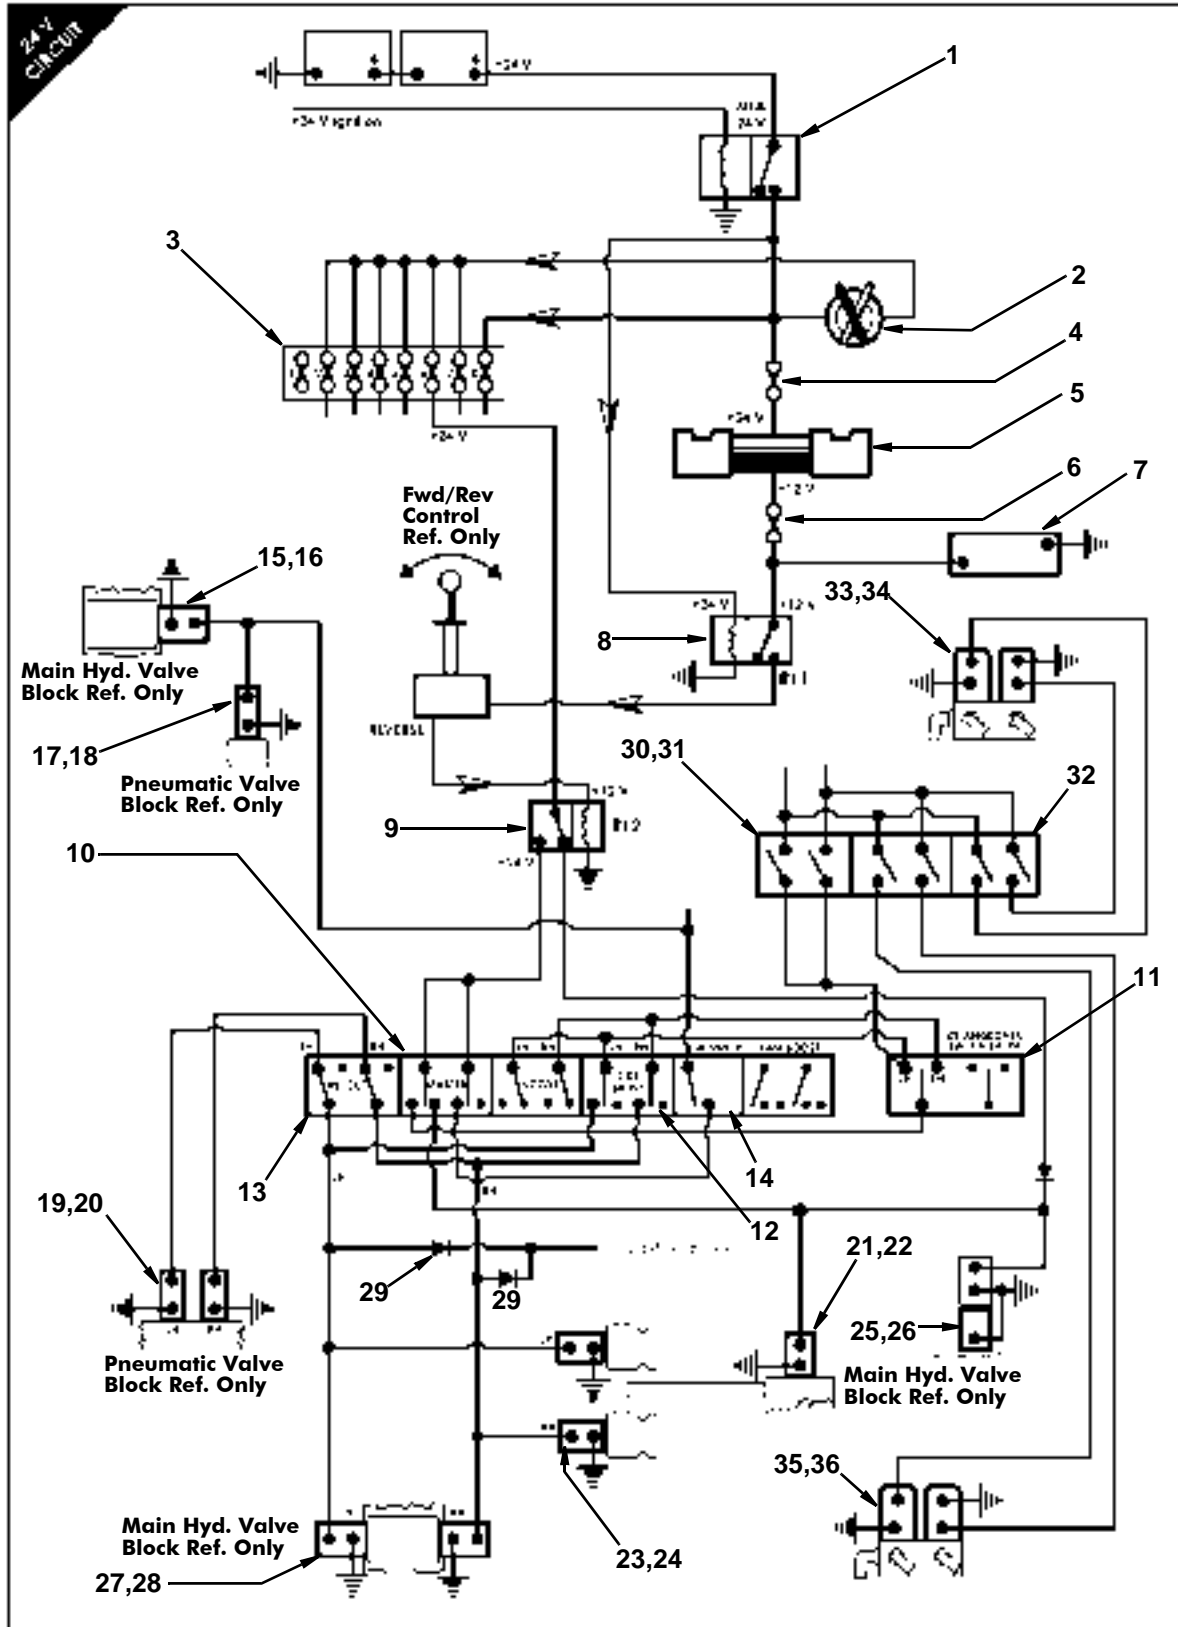 24 V
CIRCUIT
+24 V
1
+24 V Ignition
3
2
4
+24 V
5
+24 V
6
7
+12 V
Fwd/Rev
Control
Ref. Only
15,16
33,34
+24 V
+12 V
8
Main Hyd. Valve
Block Ref. Only
REVERSE
17,18
30,31
32
Pneumatic Valve
Block Ref. Only
+12 V
9
10
+24 V
11
13
14
12
19,20
21,22
29
29
25,26
Pneumatic Valve
Block Ref. Only
Main Hyd. Valve
Block Ref. Only
35,36
Main Hyd. Valve
Block Ref. Only
23,24
27,28